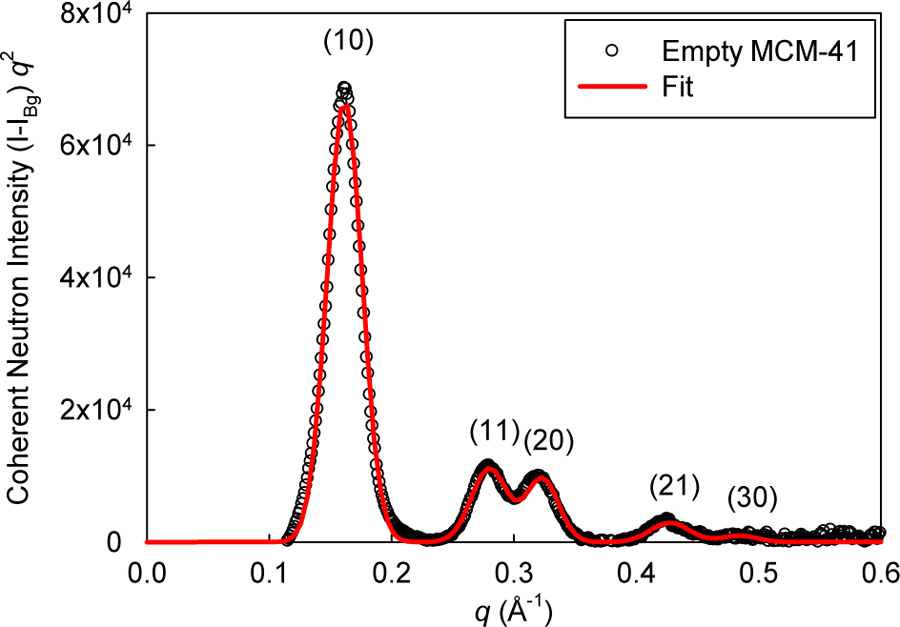 8x10⁴
6x10⁴
4x10⁴
2x10⁴
0
Coherent Neutron Intensity (I-I_Bg) q²
(10)
(11)
(20)
(21)
(30)
Empty MCM-41
Fit
0.0 0.1 0.2 0.3 0.4 0.5 0.6
q (Å⁻¹)